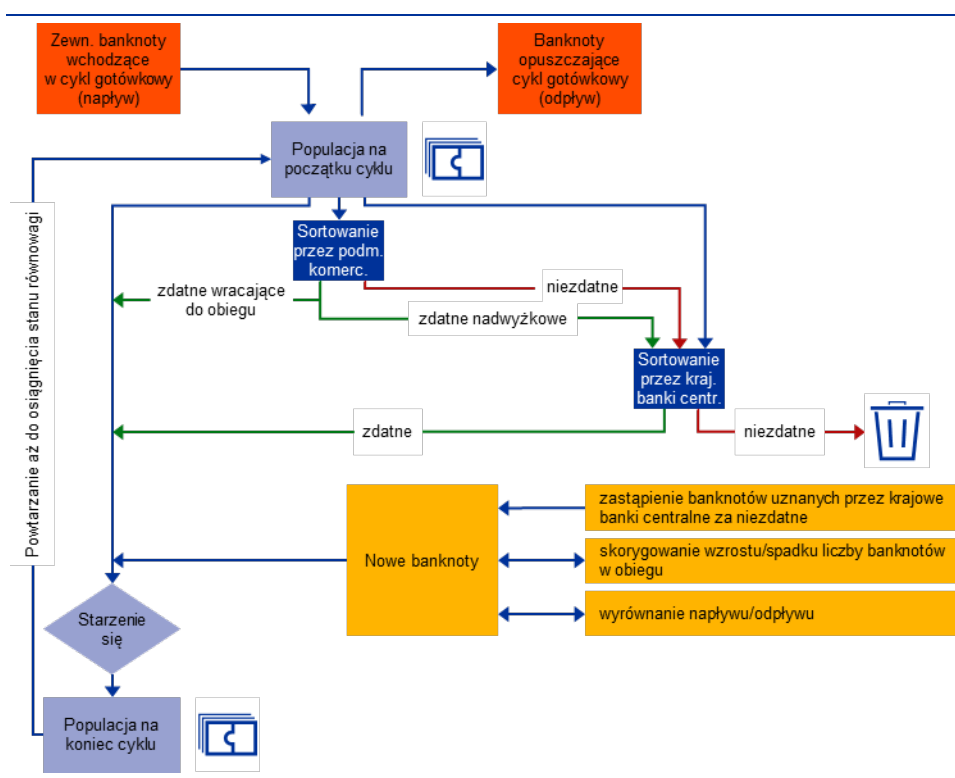 Zewn. banknoty
wchodzące
w cykl gotówkowy
(napływ)
Banknoty
opuszczające
cykl gotówkowy
(odpływ)
Populacja na
początku cyklu
Sortowanie
przez podm.
komerc.
zdatne wracające
do obiegu
niezdatne
zdatne nadwyżkowe
Sortowanie
przez kraj.
banki centr.
zdatne
niezdatne
Powtarzanie aż do osiągnięcia stanu równowagi
Nowe banknoty
zastąpienie banknotów uznanych przez krajowe
banki centralne za niezdatne
skorygowanie wzrostu/spadku liczby banknotów
w obiegu
wyrównanie napływu/odpływu
Starzenie
się
Populacja na
koniec cyklu